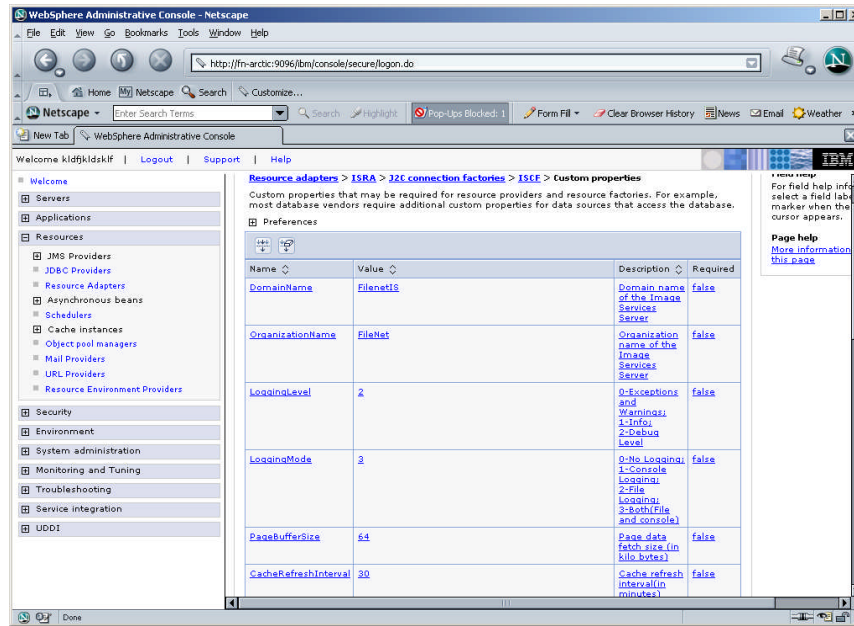 WebSphere Administrative Console - Netscape
File Edit View Go Bookmarks Tools Window Help
http://fn-arctic:9096/ibm/console/secure/logon.do
Home My Netscape Search Customize...
Netscape Enter Search Terms Search Highlight Pop-Ups Blocked: 1 Form Fill Clear Browser History News Email Weather
New Tab WebSphere Administrative Console
Welcome kldfjkldsklf | Logout | Support | Help
IBM
Welcome
Servers
Applications
Resources
JMS Providers
JDBC Providers
Resource Adapters
Asynchronous beans
Schedulers
Cache instances
Object pool managers
Mail Providers
URL Providers
Resource Environment Providers
Security
Environment
System administration
Monitoring and Tuning
Troubleshooting
Service integration
UDDI
Resource adapters > ISRA > J2C connection factories > ISCF > Custom properties
Custom properties that may be required for resource providers and resource factories. For example,
most database vendors require additional custom properties for data sources that access the database.
Preferences
Name Value Description Required
DomainName FilenetIS Domain name false
of the Image
Services
Server
OrganizationName FileNet Organization false
name of the
Image
Services
Server
LoggingLevel 2 0-Exceptions false
and
Warnings;
1-Info;
2-Debug
Level
LoggingMode 3 0-No Logging; false
1-Console
Logging;
2-File
Logging;
3-Both(File
and console)
PageBufferSize 64 Page data false
fetch size (in
kilo bytes)
CacheRefreshInterval 30 Cache refresh false
interval(in
minutes)
Field help
For field help info
select a field labe
marker when the
cursor appears.
Page help
More information
this page
Done